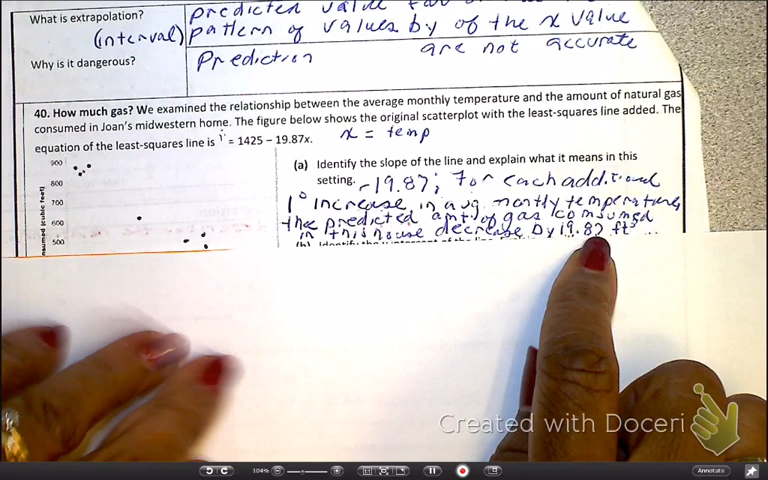 predicted value
What is extrapolation?
(interval) pattern of values by of the x value
are not accurate
Why is it dangerous?
Prediction
40. How much gas? We examined the relationship between the average monthly temperature and the amount of natural gas
consumed in Joan's midwestern home. The figure below shows the original scatterplot with the least-squares line added. The
equation of the least-squares line is ŷ = 1425 – 19.87x. x = temp
(a) Identify the slope of the line and explain what it means in this
setting. -19.87; For each additional
1° increase in avg montly temperature,
the predicted amt of gas comsumed
in this house decrease by 19.87 ft³
900
800
700
600
500
(cubic feet)
Created with Doceri
104%
Annotate